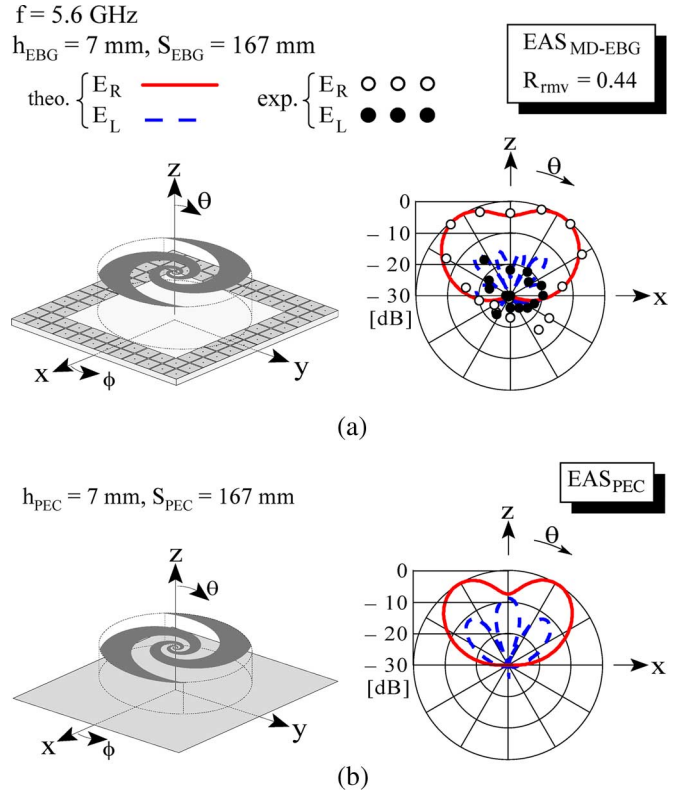 f = 5.6 GHz
h_EBG = 7 mm, S_EBG = 167 mm
theo. { E_R
E_L
exp. { E_R
E_L
EAS_MD-EBG
R_rmv = 0.44
z
θ
x
ϕ
y
z
θ
0
– 10
– 20
– 30
[dB]
x
(a)
h_PEC = 7 mm, S_PEC = 167 mm
EAS_PEC
z
θ
x
ϕ
y
z
θ
0
– 10
– 20
– 30
[dB]
x
(b)